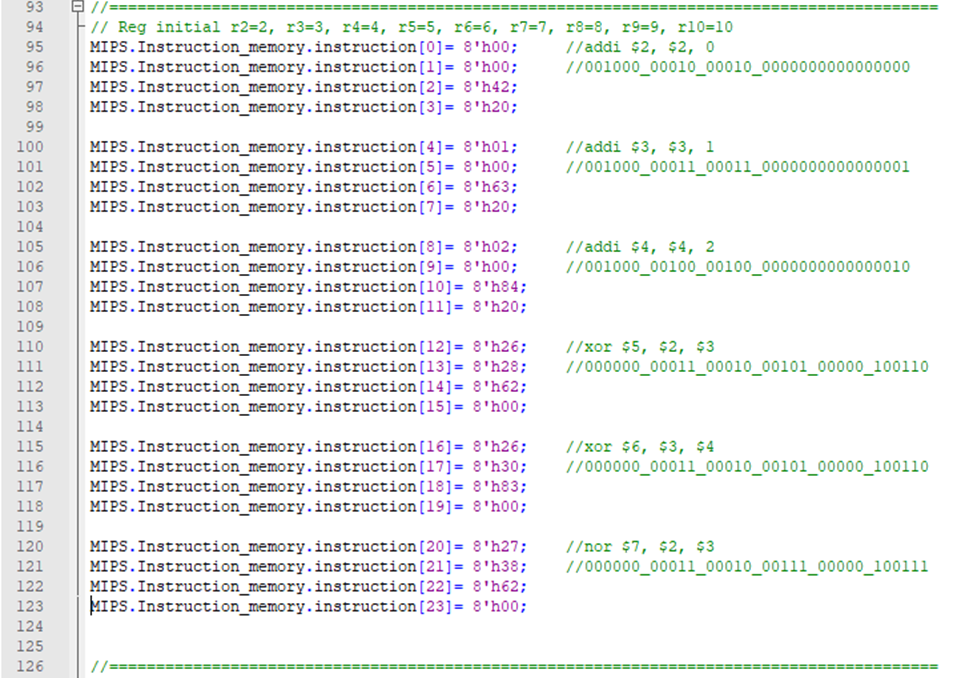 93 //=======================================================================================
94 // Reg initial r2=2, r3=3, r4=4, r5=5, r6=6, r7=7, r8=8, r9=9, r10=10
95 MIPS.Instruction_memory.instruction[0]= 8'h00; //addi $2, $2, 0
96 MIPS.Instruction_memory.instruction[1]= 8'h00; //001000_00010_00010_0000000000000000
97 MIPS.Instruction_memory.instruction[2]= 8'h42;
98 MIPS.Instruction_memory.instruction[3]= 8'h20;
99
100 MIPS.Instruction_memory.instruction[4]= 8'h01; //addi $3, $3, 1
101 MIPS.Instruction_memory.instruction[5]= 8'h00; //001000_00011_00011_0000000000000001
102 MIPS.Instruction_memory.instruction[6]= 8'h63;
103 MIPS.Instruction_memory.instruction[7]= 8'h20;
104
105 MIPS.Instruction_memory.instruction[8]= 8'h02; //addi $4, $4, 2
106 MIPS.Instruction_memory.instruction[9]= 8'h00; //001000_00100_00100_0000000000000010
107 MIPS.Instruction_memory.instruction[10]= 8'h84;
108 MIPS.Instruction_memory.instruction[11]= 8'h20;
109
110 MIPS.Instruction_memory.instruction[12]= 8'h26; //xor $5, $2, $3
111 MIPS.Instruction_memory.instruction[13]= 8'h28; //000000_00011_00010_00101_00000_100110
112 MIPS.Instruction_memory.instruction[14]= 8'h62;
113 MIPS.Instruction_memory.instruction[15]= 8'h00;
114
115 MIPS.Instruction_memory.instruction[16]= 8'h26; //xor $6, $3, $4
116 MIPS.Instruction_memory.instruction[17]= 8'h30; //000000_00011_00010_00101_00000_100110
117 MIPS.Instruction_memory.instruction[18]= 8'h83;
118 MIPS.Instruction_memory.instruction[19]= 8'h00;
119
120 MIPS.Instruction_memory.instruction[20]= 8'h27; //nor $7, $2, $3
121 MIPS.Instruction_memory.instruction[21]= 8'h38; //000000_00011_00010_00111_00000_100111
122 MIPS.Instruction_memory.instruction[22]= 8'h62;
123 MIPS.Instruction_memory.instruction[23]= 8'h00;
124
125
126 //=======================================================================================